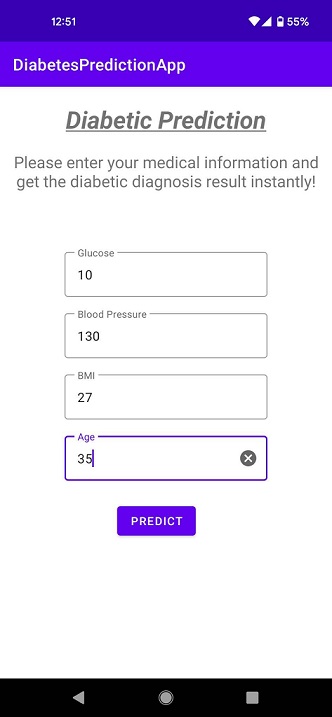 12:51
55%
DiabetesPredictionApp
Diabetic Prediction
Please enter your medical information and
get the diabetic diagnosis result instantly!
Glucose
10
Blood Pressure
130
BMI
27
Age
35
PREDICT